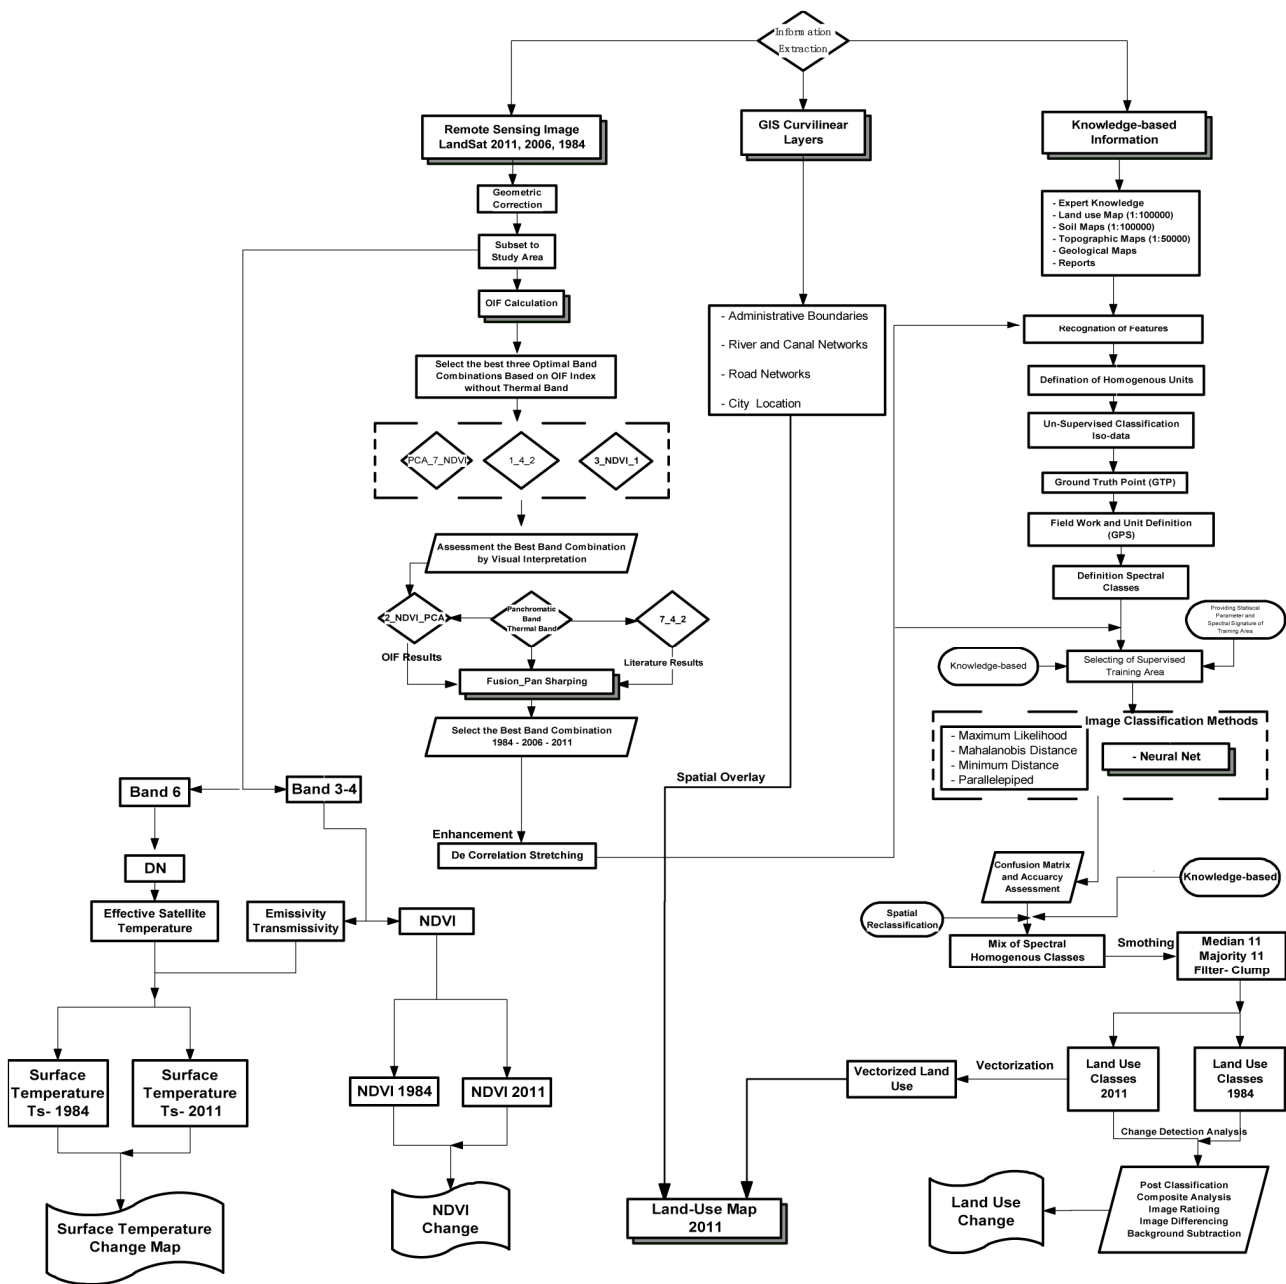 Information
Extraction
Remote Sensing Image
LandSat 2011, 2006, 1984
GIS Curvilinear
Layers
Knowledge-based
Information
Geometric
Correction
Subset to
Study Area
OIF Calculation
Select the best three Optimal Band
Combinations Based on OIF Index
without Thermal Band
PCA_7_NDVI
1_4_2
3_NDVI_1
Assessment the Best Band Combination
by Visual Interpretation
2_NDVI_PCA
Panchromatic
Band
Thermal Band
7_4_2
OIF Results
Literature Results
Fusion_Pan Sharping
Select the Best Band Combination
1984 - 2006 - 2011
Enhancement
De Correlation Stretching
- Administrative Boundaries
- River and Canal Networks
- Road Networks
- City Location
Spatial Overlay
- Expert Knowledge
- Land use Map (1:100000)
- Soil Maps (1:100000)
- Topographic Maps (1:50000)
- Geological Maps
- Reports
Recognation of Features
Defination of Homogenous Units
Un-Supervised Classification
Iso-data
Ground Truth Point (GTP)
Field Work and Unit Definition
(GPS)
Definition Spectral
Classes
Providing Statiscal
Parameter and
Spectral Signature of
Training Area
Knowledge-based
Selecting of Supervised
Training Area
Image Classification Methods
- Maximum Likelihood
- Mahalanobis Distance
- Minimum Distance
- Parallelepiped
- Neural Net
Confusion Matrix
and Accuarcy
Assessment
Knowledge-based
Spatial
Reclassification
Mix of Spectral
Homogenous Classes
Smothing
Median 11
Majority 11
Filter- Clump
Band 6
Band 3-4
DN
Effective Satellite
Temperature
Emissivity
Transmissivity
NDVI
Surface
Temperature
Ts- 1984
Surface
Temperature
Ts- 2011
NDVI 1984
NDVI 2011
Surface Temperature
Change Map
NDVI
Change
Vectorized Land
Use
Vectorization
Land Use
Classes
2011
Land Use
Classes
1984
Change Detection Analysis
Land-Use Map
2011
Land Use
Change
Post Classification
Composite Analysis
Image Ratioing
Image Differencing
Background Subtraction